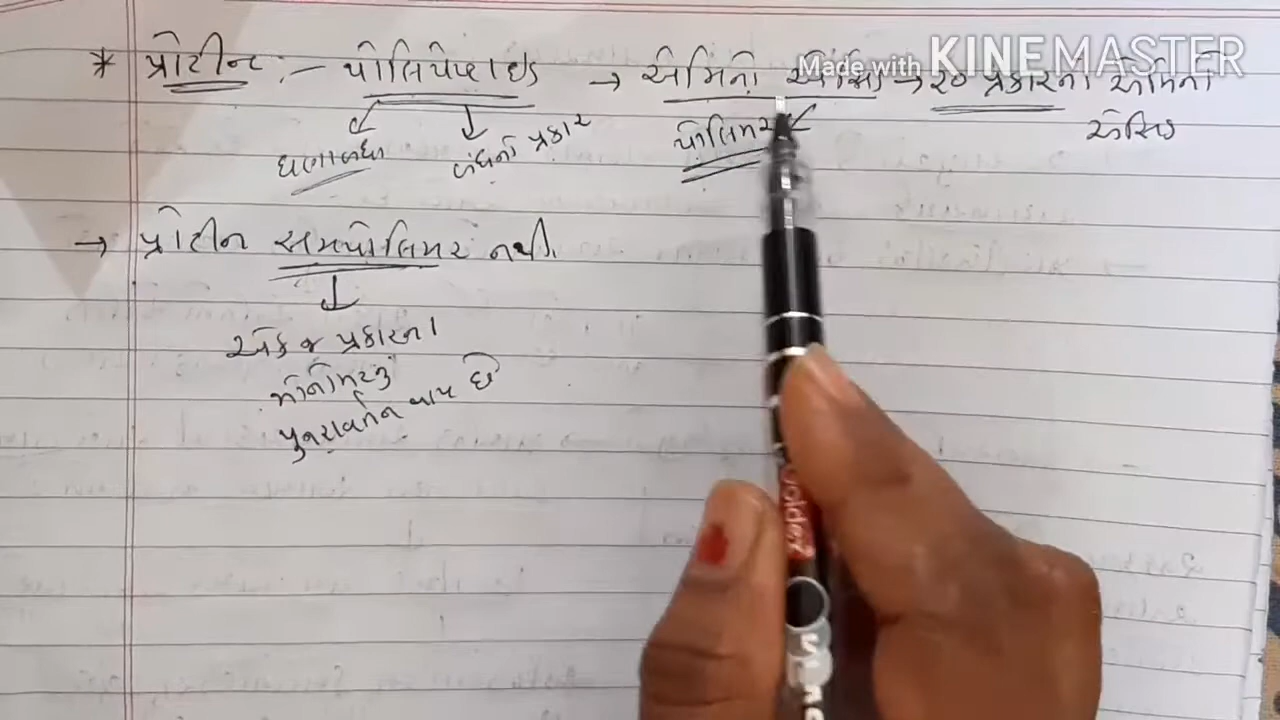 * પ્રોટીન :- પોલિપેપ્ટાઇડ → એમિનો એસિડ → ૨૦ પ્રકારના એમિનો
એસિડ
ઘણાબધા
બંધનો પ્રકાર
પોલિમર
→ પ્રોટીન સમપોલિમર નથી.
એક જ પ્રકારના
મોનોમરનું
પુનરાવર્તન થાય છે
Made with KINEMASTER